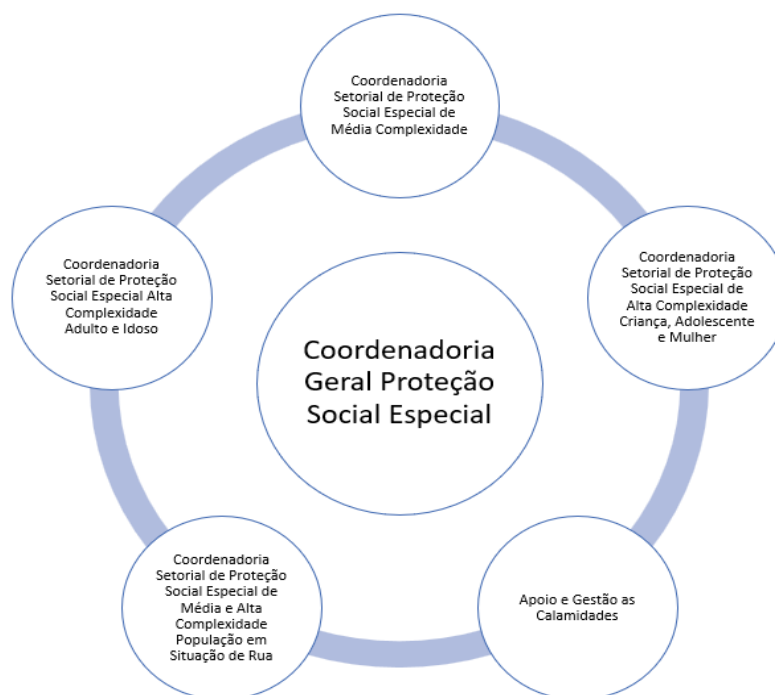 Coordenadoria
Setorial de Proteção
Social Especial de
Média Complexidade
Coordenadoria
Setorial de Proteção
Social Especial de
Alta Complexidade
Criança, Adolescente
e Mulher
Apoio e Gestão as
Calamidades
Coordenadoria
Setorial de Proteção
Social Especial de
Média e Alta
Complexidade
População em
Situação de Rua
Coordenadoria
Setorial de Proteção
Social Especial Alta
Complexidade
Adulto e Idoso
Coordenadoria
Geral Proteção
Social Especial